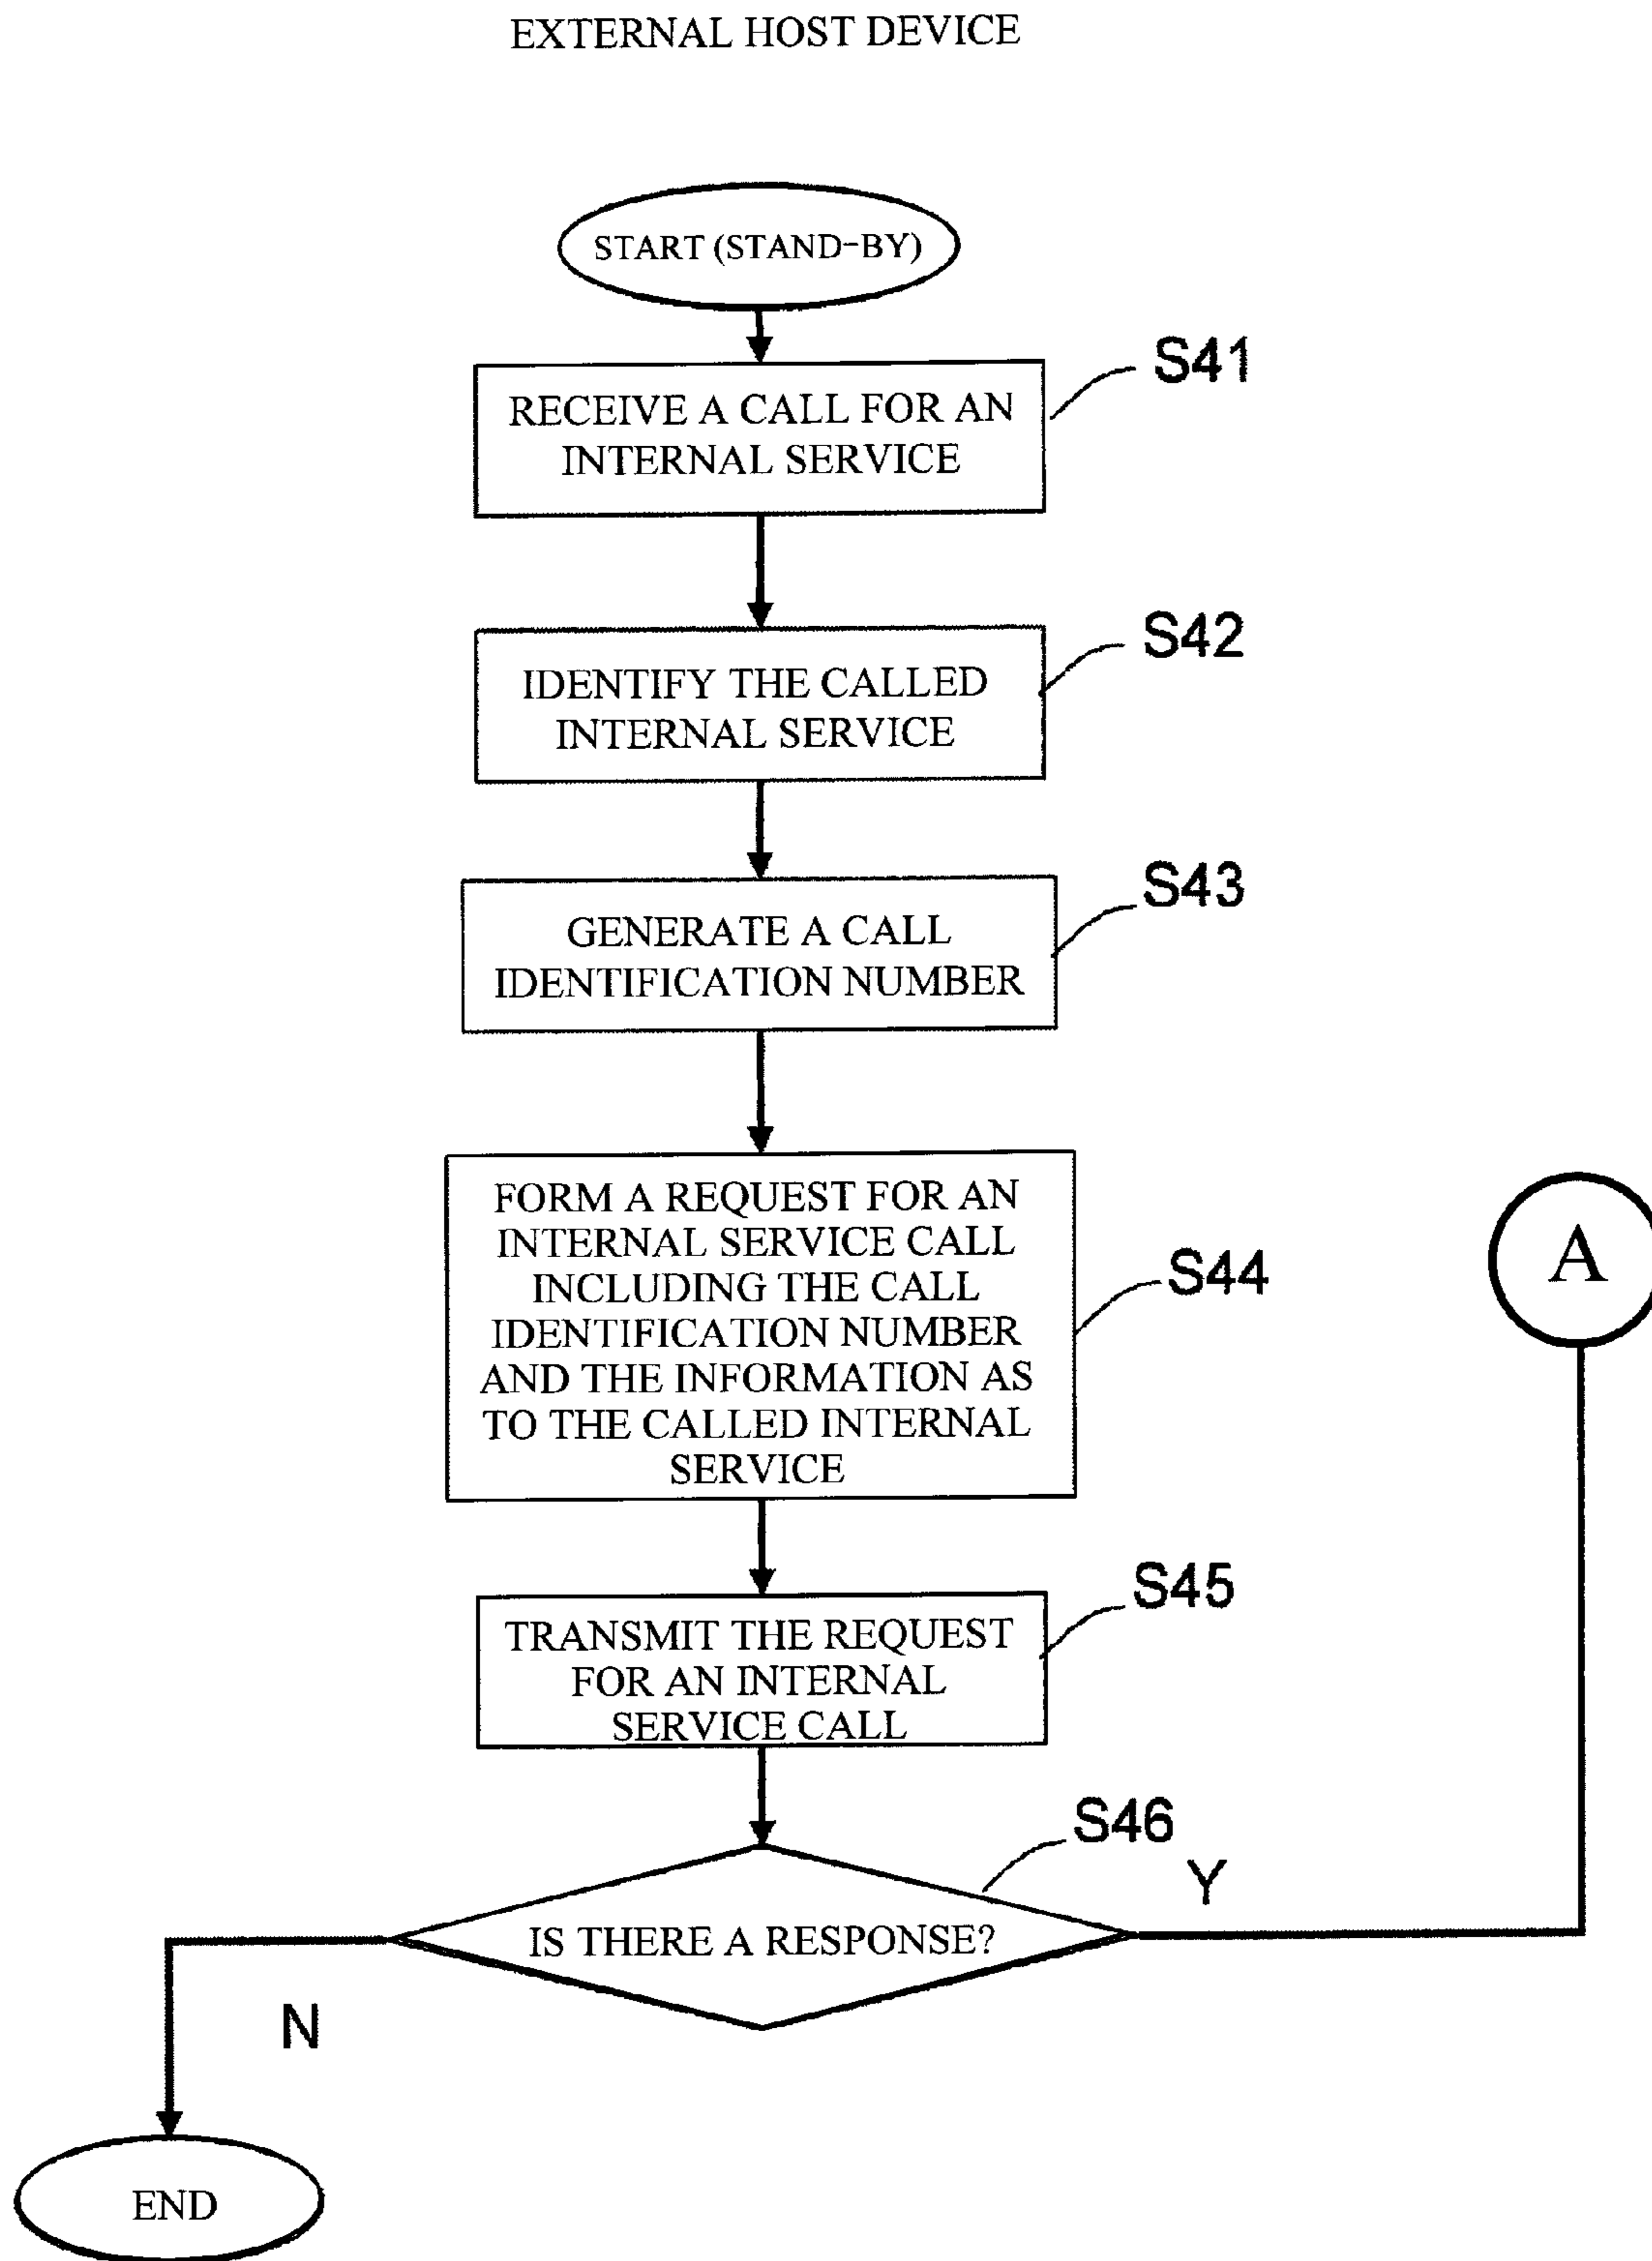 EXTERNAL HOST DEVICE
START (STAND-BY)
S41
RECEIVE A CALL FOR AN
INTERNAL SERVICE
S42
IDENTIFY THE CALLED
INTERNAL SERVICE
S43
GENERATE A CALL
IDENTIFICATION NUMBER
FORM A REQUEST FOR AN
INTERNAL SERVICE CALL
INCLUDING THE CALL
IDENTIFICATION NUMBER
AND THE INFORMATION AS
TO THE CALLED INTERNAL
SERVICE
S44
A
S45
TRANSMIT THE REQUEST
FOR AN INTERNAL
SERVICE CALL
S46
Y
IS THERE A RESPONSE?
N
END